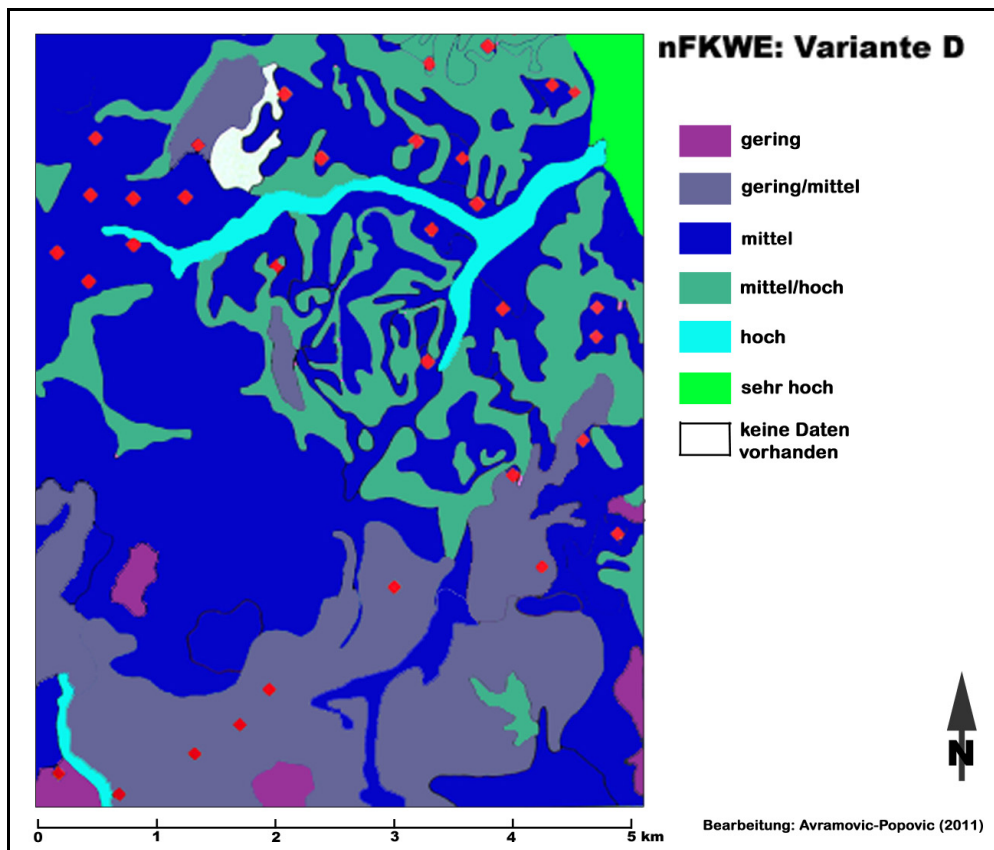 nFKWE: Variante D
gering
gering/mittel
mittel
mittel/hoch
hoch
sehr hoch
keine Daten
vorhanden
N
0 1 2 3 4 5 km
Bearbeitung: Avramovic-Popovic (2011)